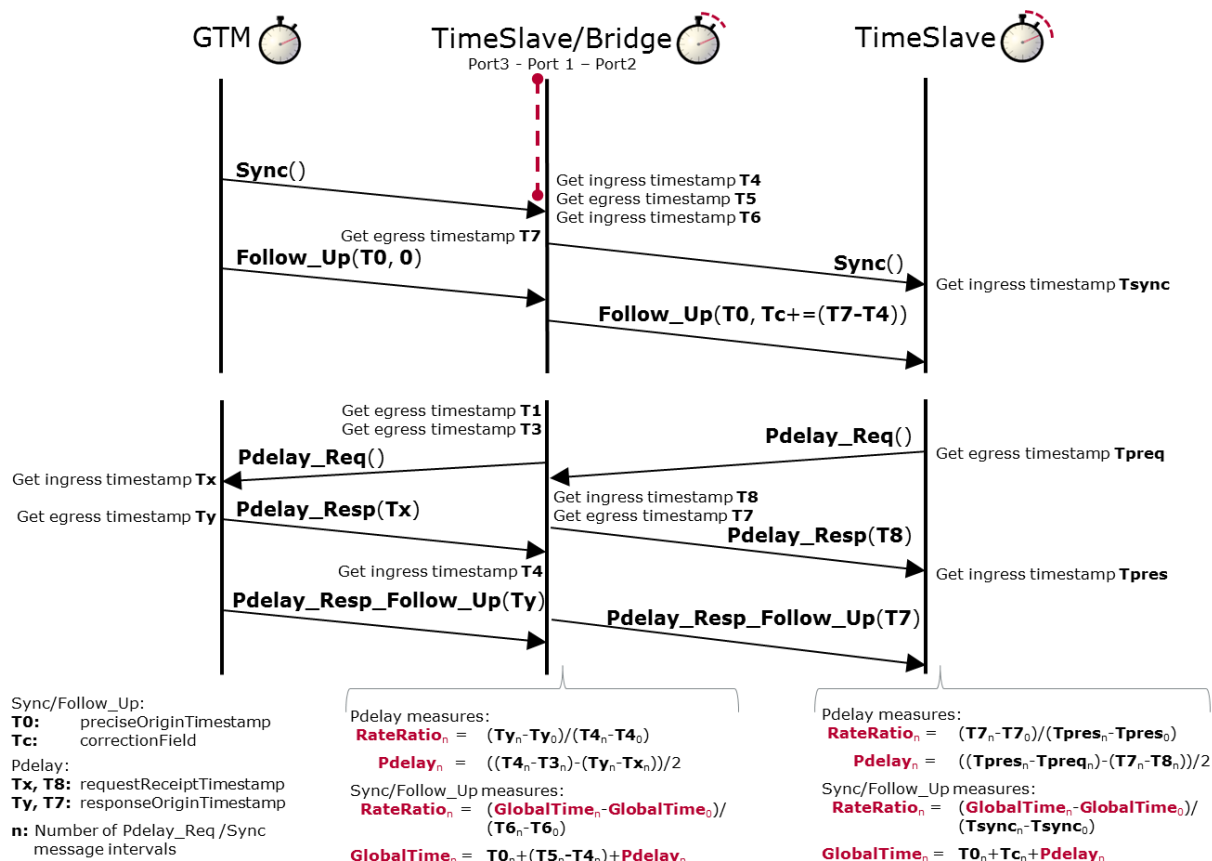 GTM
TimeSlave/Bridge
TimeSlave
Port3 - Port 1 – Port2
Sync()
Get ingress timestamp T4
Get egress timestamp T5
Get ingress timestamp T6
Get egress timestamp T7
Follow_Up(T0, 0)
Sync()
Get ingress timestamp Tsync
Follow_Up(T0, Tc+=(T7-T4))
Get egress timestamp T1
Get egress timestamp T3
Pdelay_Req()
Pdelay_Req()
Get egress timestamp Tpreq
Get ingress timestamp Tx
Get ingress timestamp T8
Get egress timestamp T7
Get egress timestamp Ty
Pdelay_Resp(Tx)
Pdelay_Resp(T8)
Get ingress timestamp T4
Get ingress timestamp Tpres
Pdelay_Resp_Follow_Up(Ty)
Pdelay_Resp_Follow_Up(T7)
Sync/Follow_Up:
T0: preciseOriginTimestamp
Tc: correctionField
Pdelay:
Tx, T8: requestReceiptTimestamp
Ty, T7: responseOriginTimestamp
n: Number of Pdelay_Req /Sync
message intervals
Pdelay measures:
RateRatioₙ = (Tyₙ-Ty₀)/(T4ₙ-T4₀)
Pdelayₙ = ((T4ₙ-T3ₙ)-(Tyₙ-Txₙ))/2
Sync/Follow_Up measures:
RateRatioₙ = (GlobalTimeₙ-GlobalTime₀)/
(T6ₙ-T6₀)
GlobalTimeₙ = T0ₙ+(T5ₙ-T4ₙ)+Pdelayₙ
Pdelay measures:
RateRatioₙ = (T7ₙ-T7₀)/(Tpresₙ-Tpres₀)
Pdelayₙ = ((Tpresₙ-Tpreqₙ)-(T7ₙ-T8ₙ))/2
Sync/Follow_Up measures:
RateRatioₙ = (GlobalTimeₙ-GlobalTime₀)/
(Tsyncₙ-Tsync₀)
GlobalTimeₙ = T0ₙ+Tcₙ+Pdelayₙ